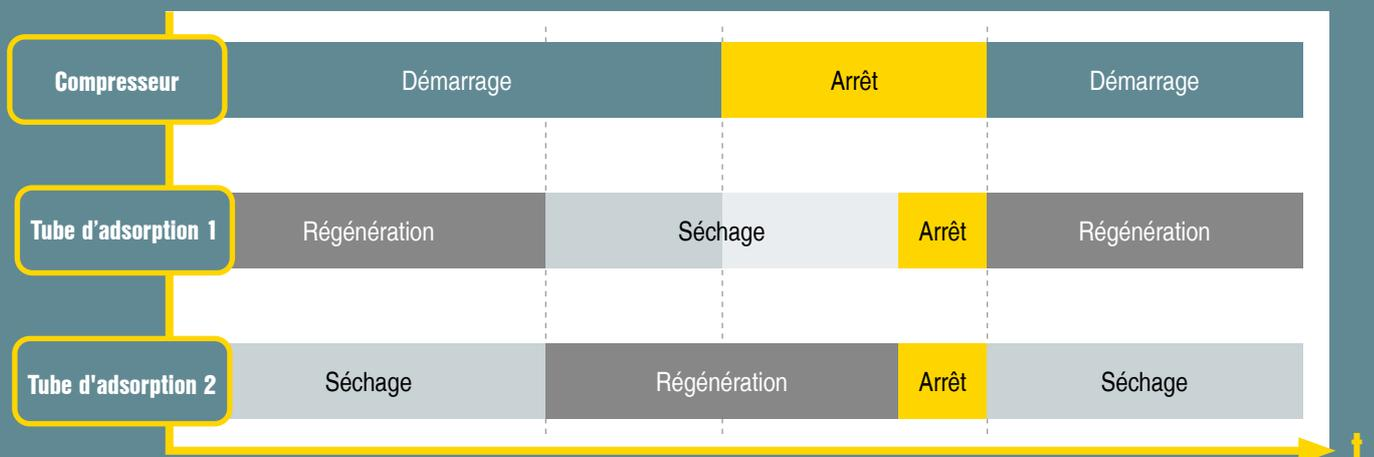 Compresseur
Démarrage
Arrêt
Démarrage
Tube d’adsorption 1
Régénération
Séchage
Arrêt
Régénération
Tube d'adsorption 2
Séchage
Régénération
Arrêt
Séchage
t